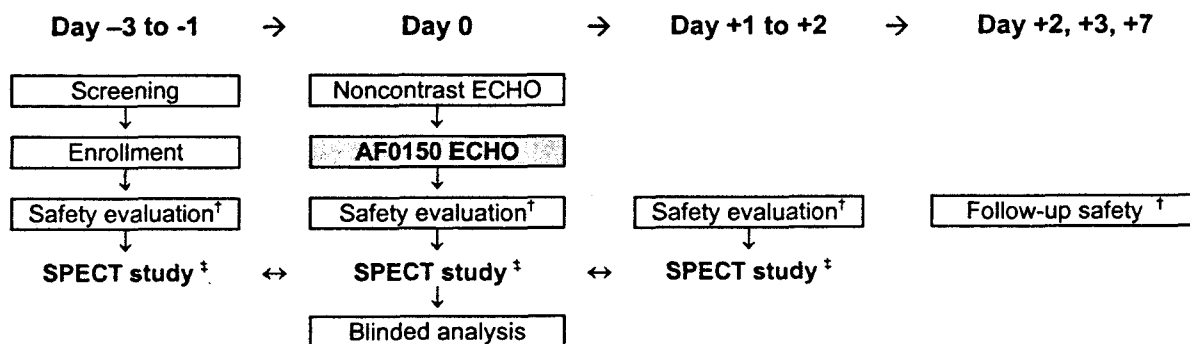 Day –3 to -1 → Day 0 → Day +1 to +2 → Day +2, +3, +7
Screening Noncontrast ECHO
Enrollment AF0150 ECHO
Safety evaluation† Safety evaluation† Safety evaluation† Follow-up safety †
SPECT study ‡ ↔ SPECT study ‡ ↔ SPECT study ‡
Blinded analysis